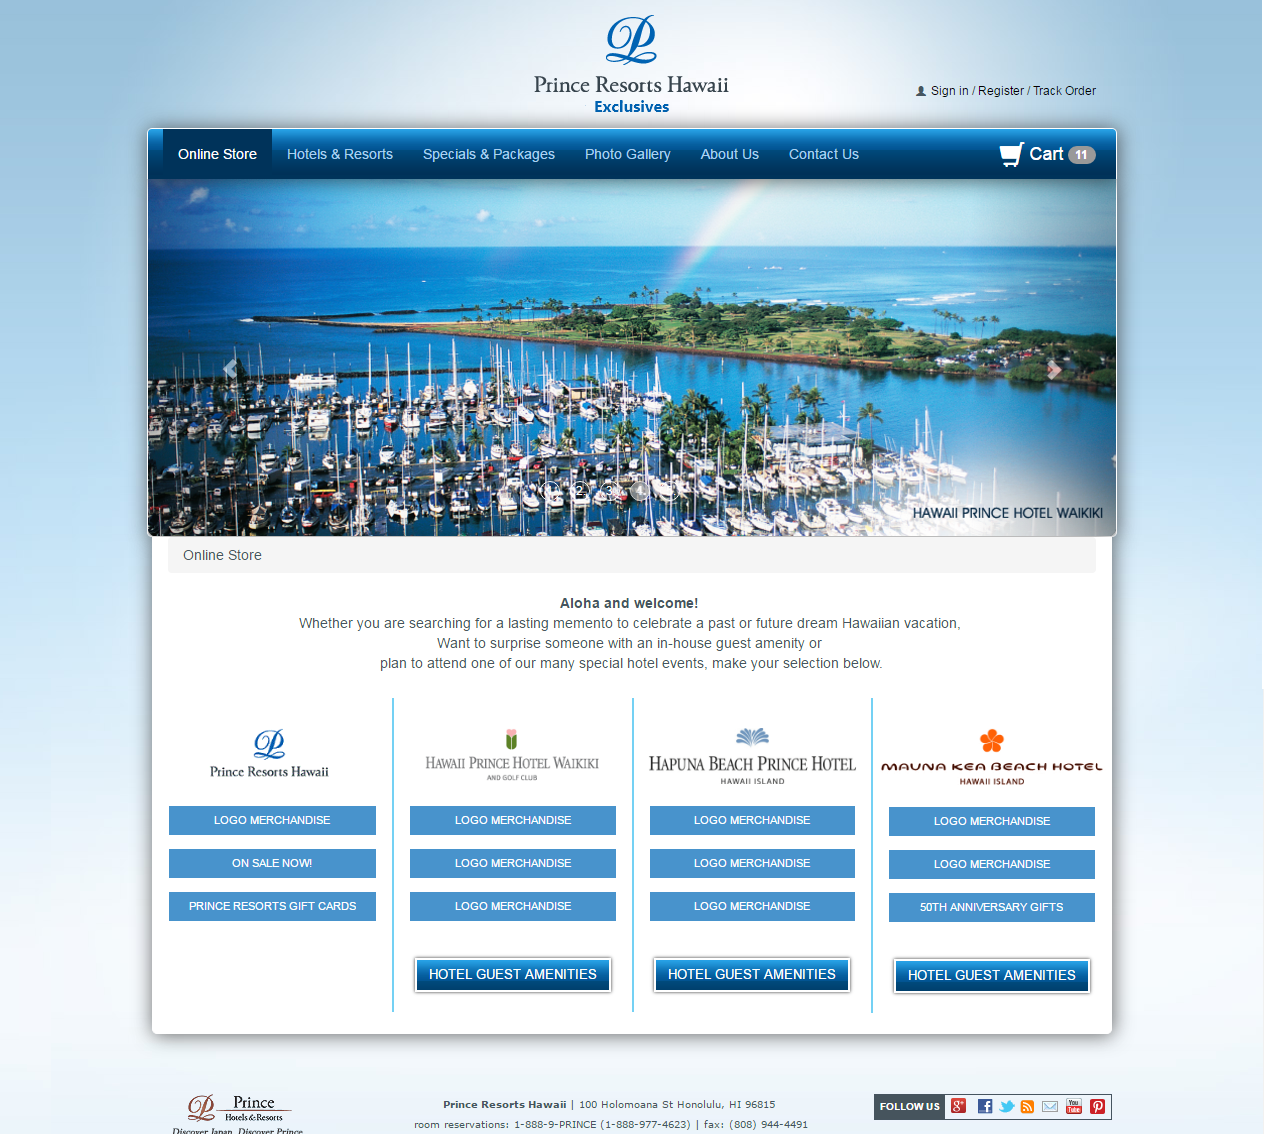 Prince Resorts Hawaii
Exclusives
Sign in / Register / Track Order
Online Store
Hotels & Resorts
Specials & Packages
Photo Gallery
About Us
Contact Us
Cart 11
2
3
4
HAWAII PRINCE HOTEL WAIKIKI
Online Store
Aloha and welcome!
Whether you are searching for a lasting memento to celebrate a past or future dream Hawaiian vacation,
Want to surprise someone with an in-house guest amenity or
plan to attend one of our many special hotel events, make your selection below.
Prince Resorts Hawaii
LOGO MERCHANDISE
ON SALE NOW!
PRINCE RESORTS GIFT CARDS
HAWAII PRINCE HOTEL WAIKIKI
AND GOLF CLUB
LOGO MERCHANDISE
LOGO MERCHANDISE
LOGO MERCHANDISE
HOTEL GUEST AMENITIES
HAPUNA BEACH PRINCE HOTEL
HAWAII ISLAND
LOGO MERCHANDISE
LOGO MERCHANDISE
LOGO MERCHANDISE
HOTEL GUEST AMENITIES
MAUNA KEA BEACH HOTEL
HAWAII ISLAND
LOGO MERCHANDISE
LOGO MERCHANDISE
50TH ANNIVERSARY GIFTS
HOTEL GUEST AMENITIES
Prince
Hotels & Resorts
Discover Japan. Discover Prince
Prince Resorts Hawaii | 100 Holomoana St Honolulu, HI 96815
room reservations: 1-888-9-PRINCE (1-888-977-4623) | fax: (808) 944-4491
FOLLOW US
You
Tube